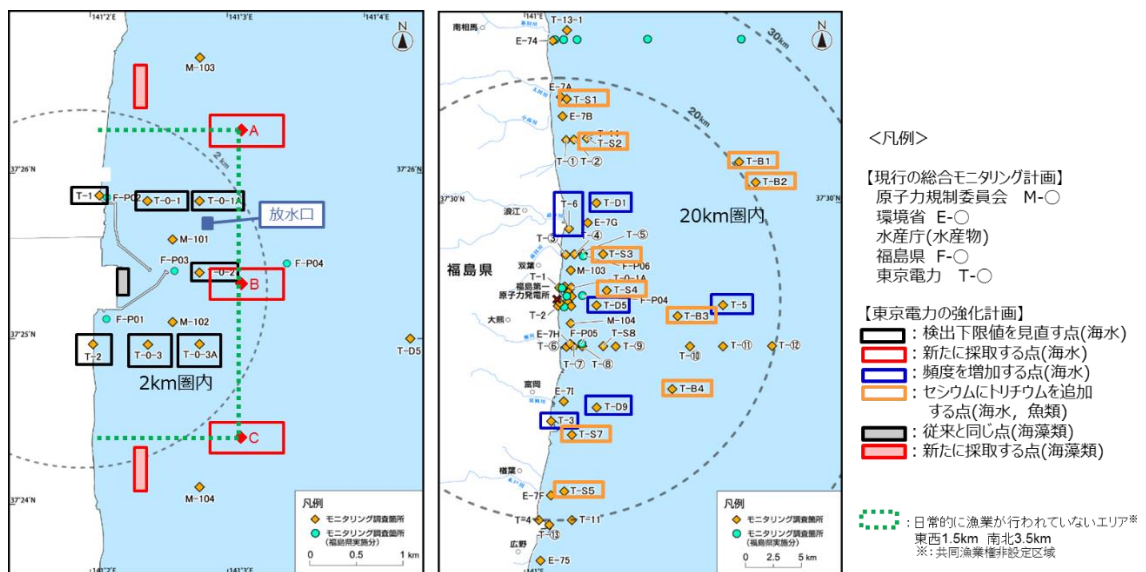 141°2'E
141°3'E
141°4'E
N
M-103
A
2 km
37°26'N
37°26'N
T-1
F-P02
T-0-1
T-0-1A
放水口
M-101
F-P03
T-0-2
F-P04
B
F-P01
M-102
37°25'N
T-2
T-0-3
T-0-3A
T-D5
2km圏内
C
37°24'N
M-104
凡例
モニタリング調査箇所
モニタリング調査箇所
(福島県実施分)
0
0.5
1
km
141°2'E
141°3'E
141°E
N
南相馬
T-13-1
E-74
30km
20km
E-7A
T-S1
E-7B
T-S2
T-①
T-②
T-B1
T-B2
37°30'N
37°30'N
T-6
T-D1
浪江
E-7G
20km圏内
T-③
T-④
T-⑤
T-S3
双葉
F-P06
M-103
福島県
T-1
T-0-1A
福島第一
原子力発電所
T-S4
F-P04
T-D5
T-5
T-2
T-B3
大熊
M-104
E-7H
F-P05
T-S8
T-⑥
T-⑦
T-⑧
T-⑨
T-⑩
T-⑪
T-⑫
富岡
T-B4
E-7I
T-D9
T-3
T-S7
楢葉
E-7F
T-S5
T-4
T-11
T-⑬
広野
E-75
141°E
凡例
モニタリング調査箇所
モニタリング調査箇所
(福島県実施分)
0
2.5
5
km
<凡例>
【現行の総合モニタリング計画】
原子力規制委員会 M-○
環境省 E-○
水産庁(水産物)
福島県 F-○
東京電力 T-○
【東京電力の強化計画】
：検出下限値を見直す点(海水)
：新たに採取する点(海水)
：頻度を増加する点(海水)
：セシウムにトリチウムを追加
する点(海水，魚類)
：従来と同じ点(海藻類)
：新たに採取する点(海藻類)
：日常的に漁業が行われていないエリア※
東西1.5km 南北3.5km
※：共同漁業権非設定区域